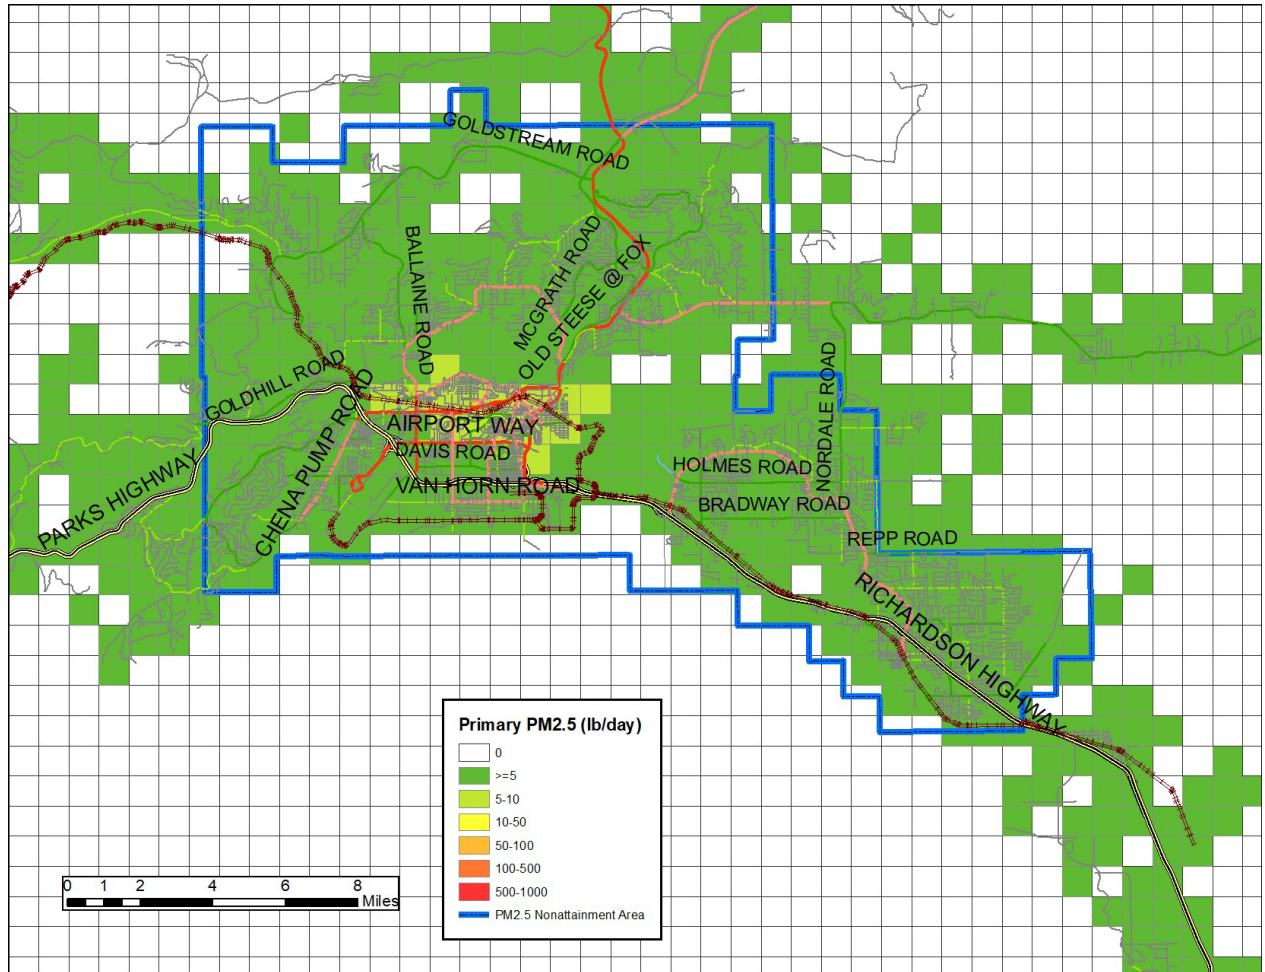 GOLDSTREAM ROAD
BALLAINE ROAD
MCGRATH ROAD
OLD STEESE @ FOX
GOLDHILL ROAD
CHENA PUMP ROAD
PARKS HIGHWAY
AIRPORT WAY
DAVIS ROAD
VAN HORN ROAD
NORDALE ROAD
HOLMES ROAD
BRADWAY ROAD
REPP ROAD
RICHARDSON HIGHWAY
Primary PM2.5 (lb/day)
0
>=5
5-10
10-50
50-100
100-500
500-1000
PM2.5 Nonattainment Area
0 1 2 4 6 8
Miles